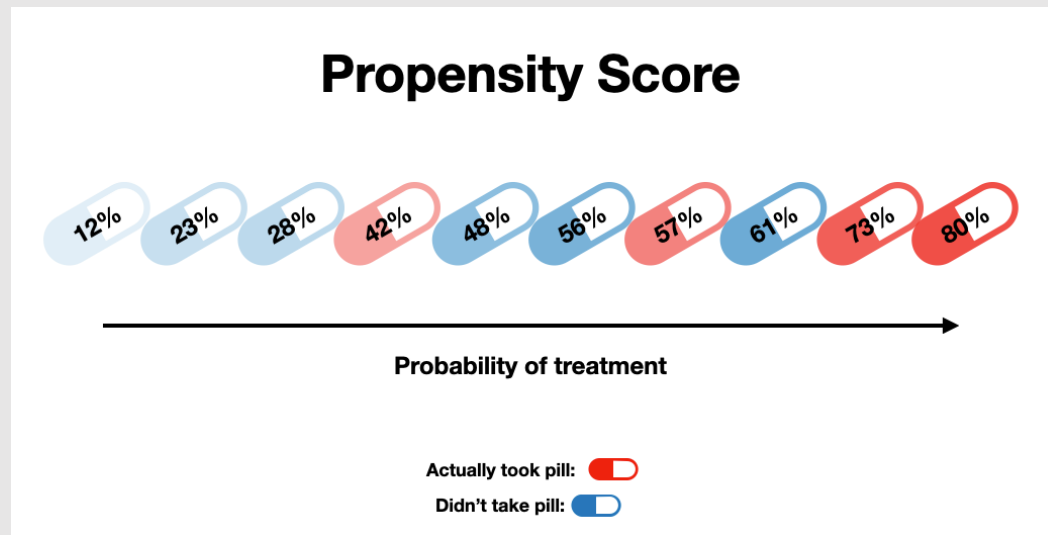 Propensity Score
12% 23% 28% 42% 48% 56% 57% 61% 73% 80%
Probability of treatment
Actually took pill:
Didn’t take pill: